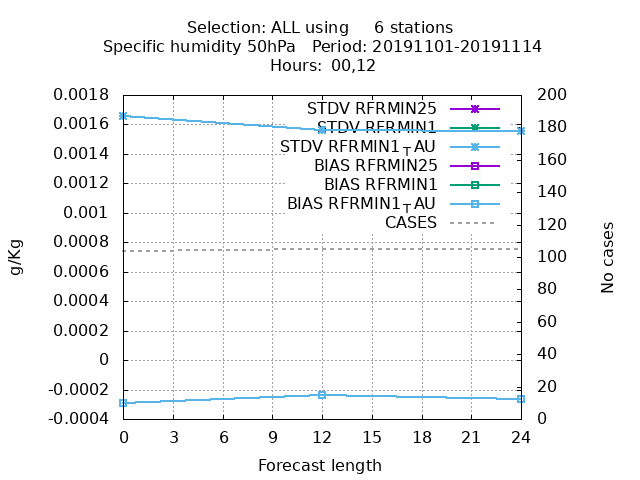 Selection: ALL using     6 stations
Specific humidity 50hPa   Period: 20191101-20191114
Hours: 00,12
0.0018
0.0016
0.0014
0.0012
0.001
0.0008
0.0006
0.0004
0.0002
0
-0.0002
-0.0004
g/Kg
STDV RFRMIN25
STDV RFRMIN1
STDV RFRMIN1_TAU
BIAS RFRMIN25
BIAS RFRMIN1
BIAS RFRMIN1_TAU
CASES
200
180
160
140
120
100
80
60
40
20
0
No cases
0 3 6 9 12 15 18 21 24
Forecast length